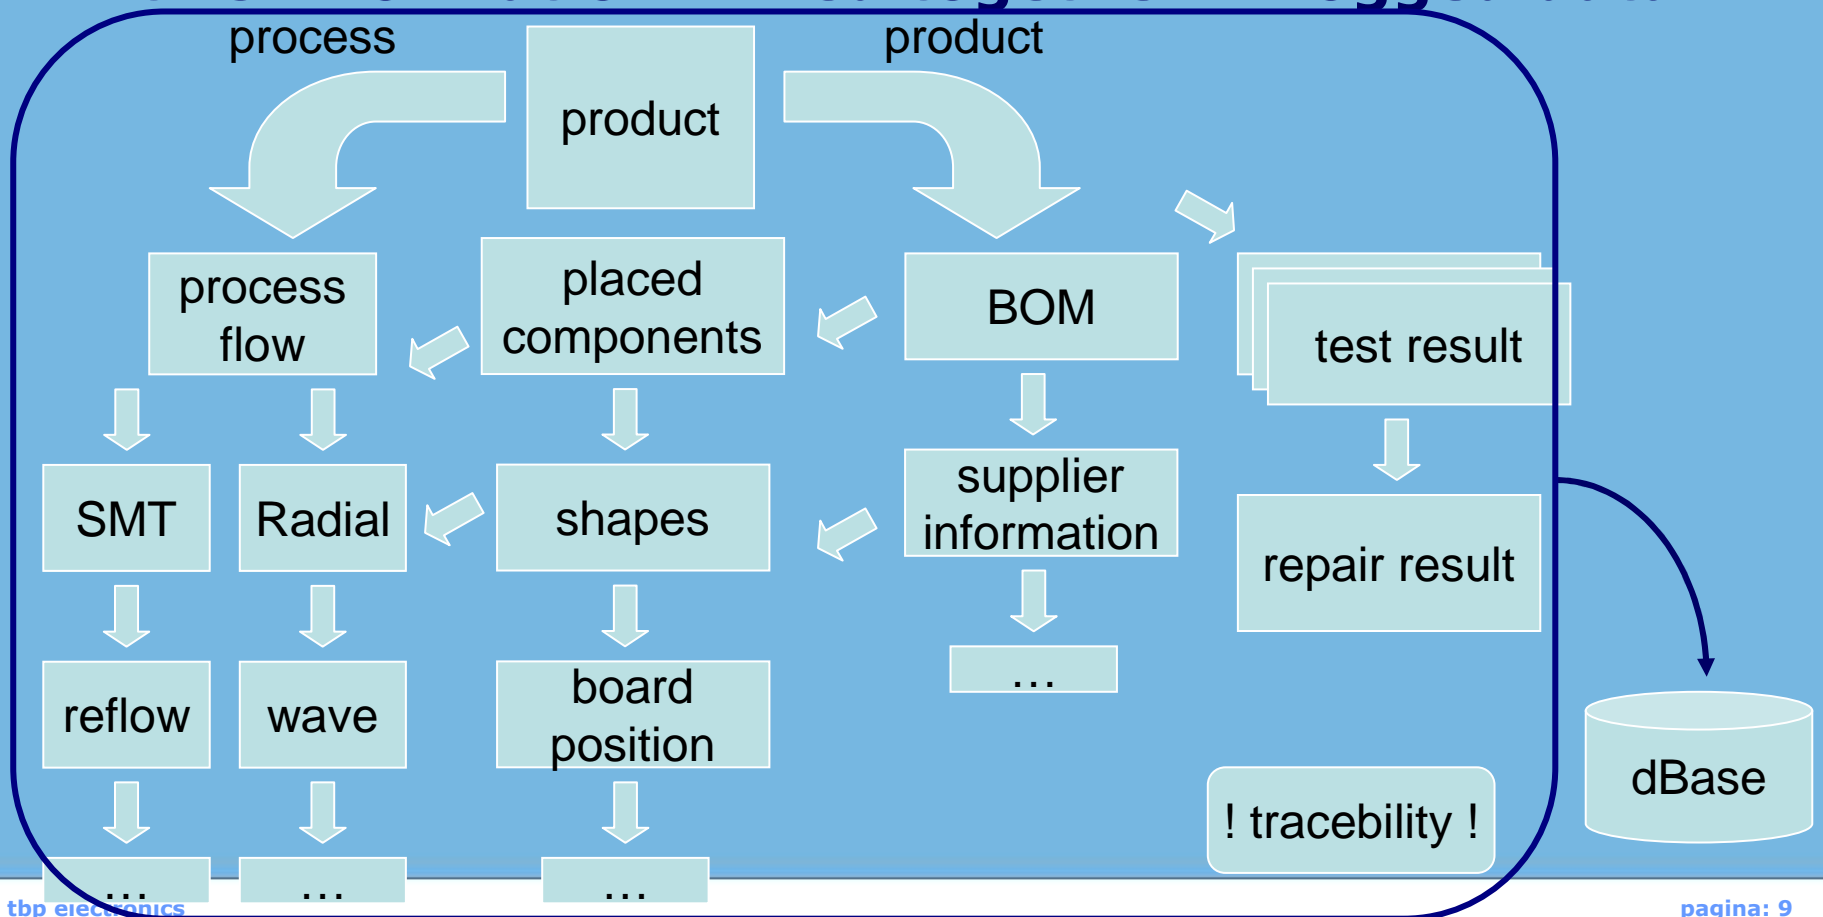 process
product
product
process
flow
placed
components
BOM
test result
SMT
Radial
shapes
supplier
information
repair result
reflow
wave
board
position
...
dBase
! tracebility !
...
...
...
tbp electronics
pagina: 9